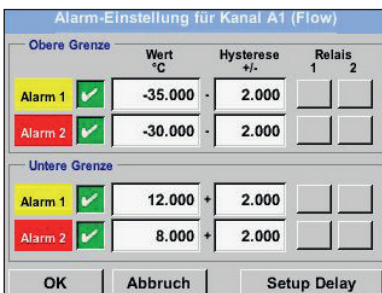 Alarm-Einstellung für Kanal A1 (Flow)
Obere Grenze
Wert Hysterese Relais
°C +/- 1 2
Alarm 1 -35.000 - 2.000
Alarm 2 -30.000 - 2.000
Untere Grenze
Alarm 1 12.000 + 2.000
Alarm 2 8.000 + 2.000
OK Abbruch Setup Delay